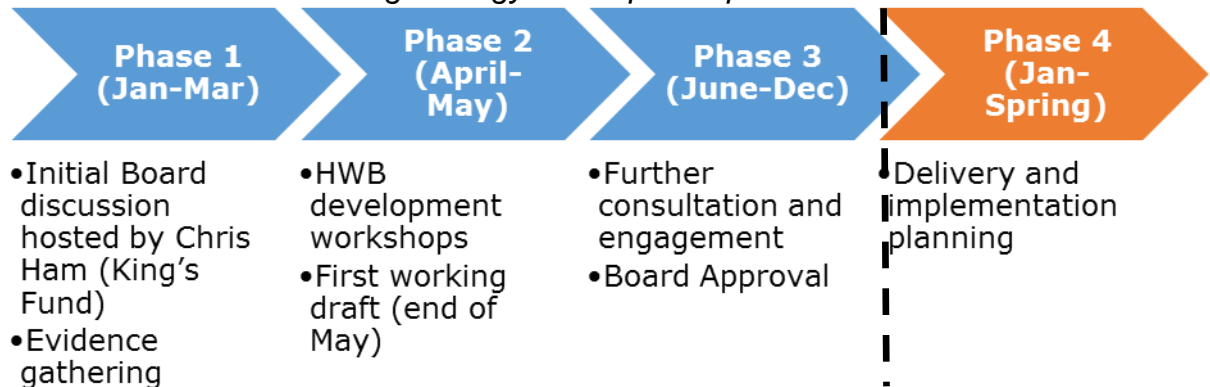 Phase 1
(Jan-Mar)
•Initial Board
discussion
hosted by Chris
Ham (King's
Fund)
•Evidence
gathering
Phase 2
(April-
May)
•HWB
development
workshops
•First working
draft (end of
May)
Phase 3
(June-Dec)
•Further
consultation and
engagement
•Board Approval
Phase 4
(Jan-
Spring)
•Delivery and
implementation
planning